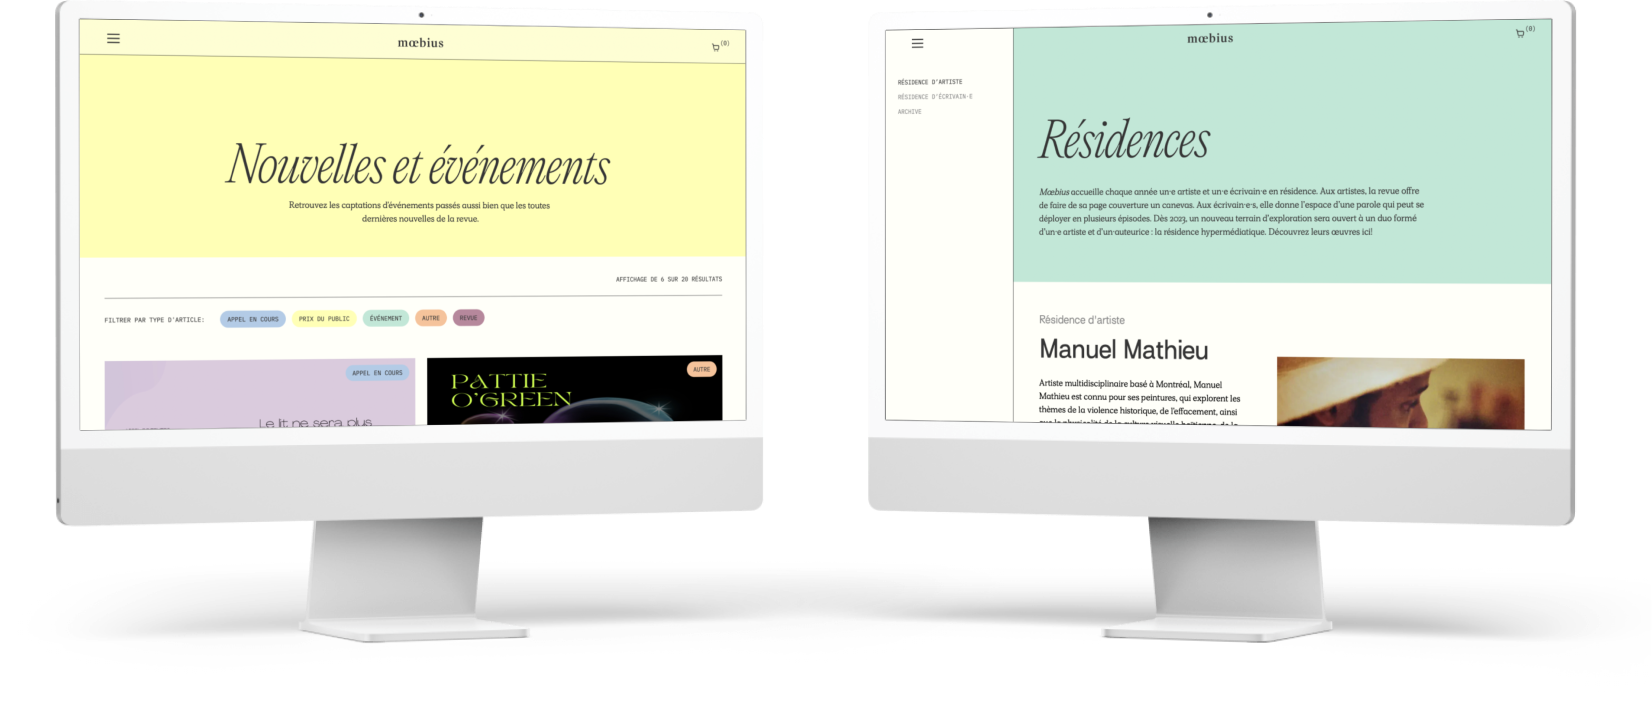 mœbius
(0)
Nouvelles et événements
Retrouvez les captations d'événements passés aussi bien que les toutes
dernières nouvelles de la revue.
AFFICHAGE DE 6 SUR 20 RÉSULTATS
FILTRER PAR TYPE D'ARTICLE:
APPEL EN COURS
PRIX DU PUBLIC
ÉVÉNEMENT
AUTRE
REVUE
APPEL EN COURS
Le lit ne sera plus
AUTRE
PATTIE
O'GREEN
mœbius
(0)
RÉSIDENCE D'ARTISTE
RÉSIDENCE D'ÉCRIVAIN·E
ARCHIVE
Résidences
Mœbius accueille chaque année un·e artiste et un·e écrivain·e en résidence. Aux artistes, la revue offre
de faire de sa page couverture un canevas. Aux écrivain·e·s, elle donne l'espace d'une parole qui peut se
déployer en plusieurs épisodes. Dès 2023, un nouveau terrain d'exploration sera ouvert à un duo formé
d'un·e artiste et d'un·auteurice : la résidence hypermédiatique. Découvrez leurs œuvres ici!
Résidence d'artiste
Manuel Mathieu
Artiste multidisciplinaire basé à Montréal, Manuel
Mathieu est connu pour ses peintures, qui explorent les
thèmes de la violence historique, de l'effacement, ainsi